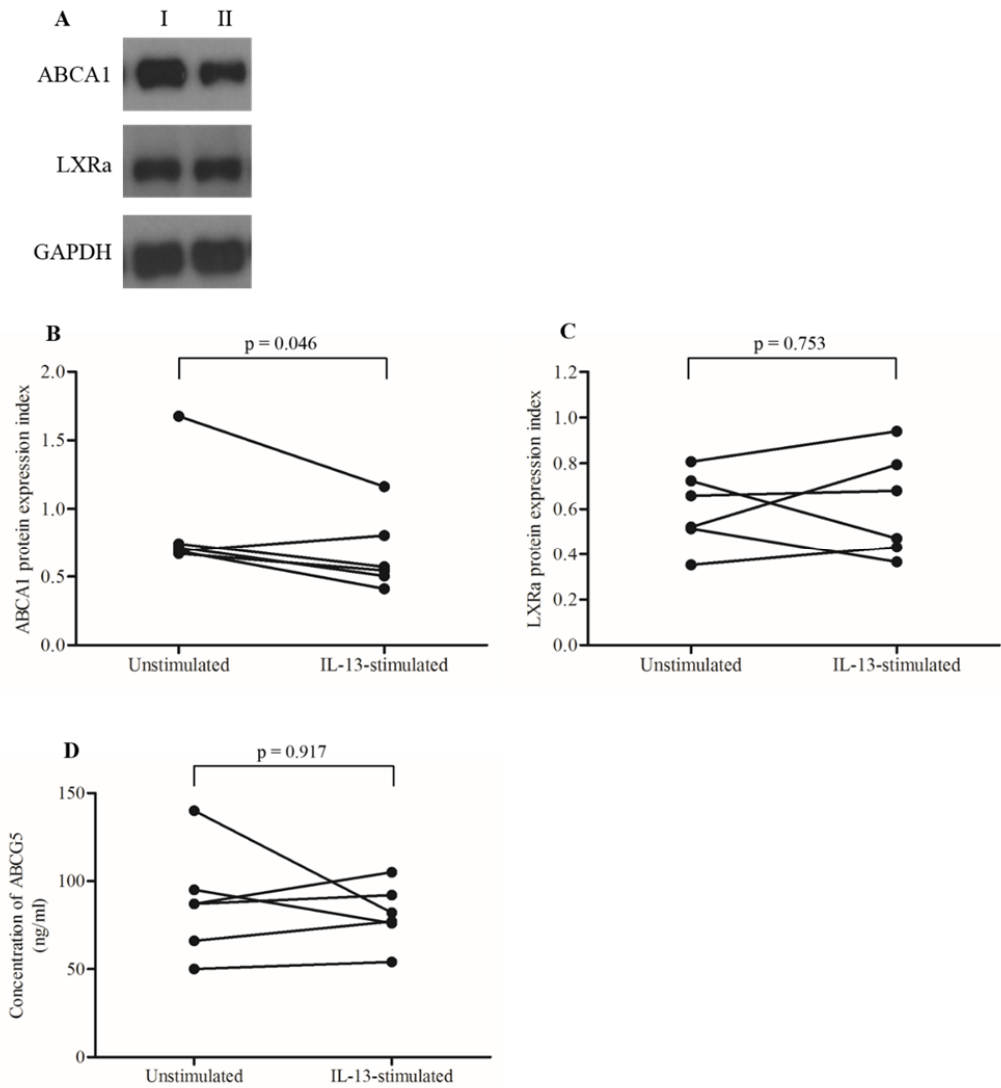 A I II
ABCA1
LXRa
GAPDH
B
p = 0.046
2.0
1.5
1.0
0.5
0.0
ABCA1 protein expression index
Unstimulated IL-13-stimulated
C
p = 0.753
1.2
1.0
0.8
0.6
0.4
0.2
0.0
LXRa protein expression index
Unstimulated IL-13-stimulated
D
p = 0.917
150
100
50
0
Concentration of ABCG5
(ng/ml)
Unstimulated IL-13-stimulated